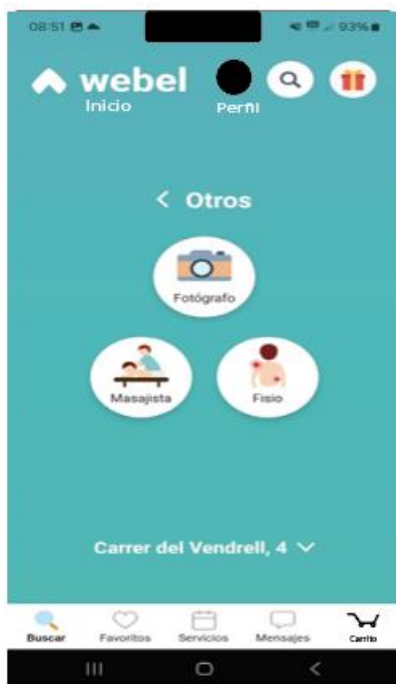 08:51 93%
webel
Inicio
Perfil
< Otros
Fotógrafo
Masajista Fisio
Carrer del Vendrell, 4
Buscar Favoritos Servicios Mensajes Carrito